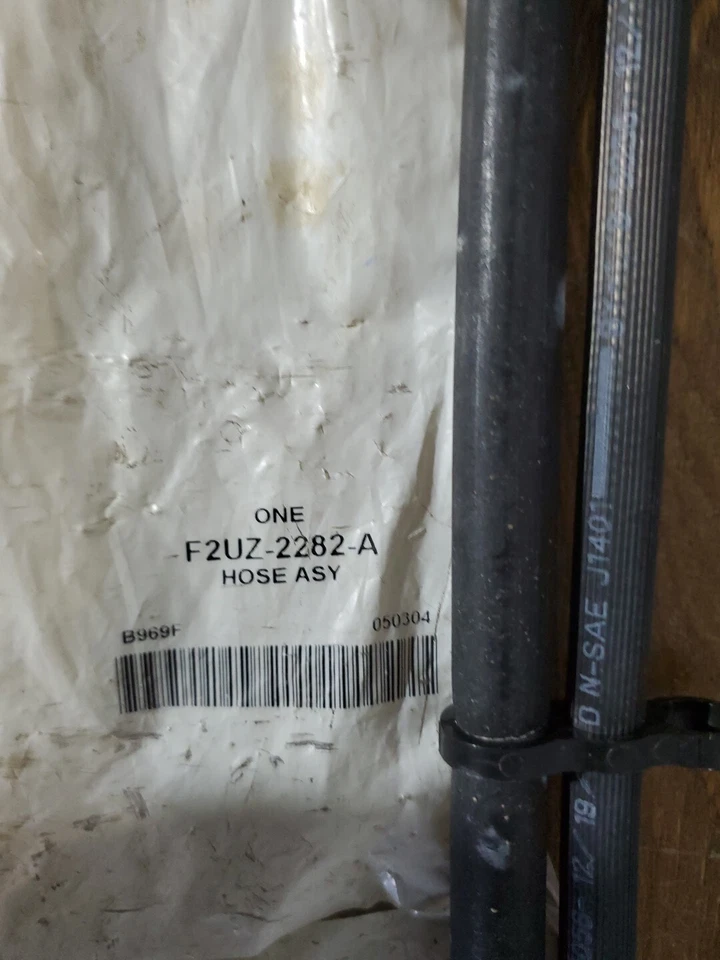 ONE
F2UZ-2282-A
HOSE ASY
B969F
050304
N-SAE J1401